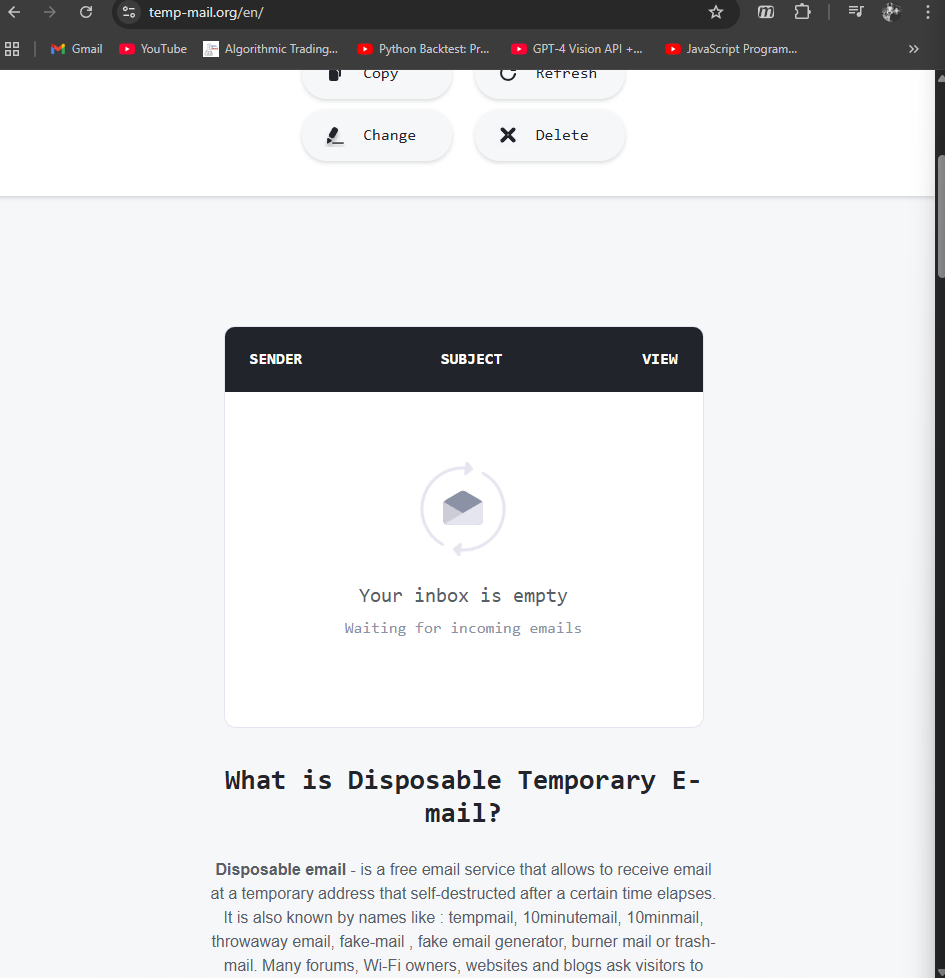 temp-mail.org/en/
Gmail
YouTube
Algorithmic Trading...
Python Backtest: Pr...
GPT-4 Vision API +...
JavaScript Program...
Copy
Refresh
Change
Delete
SENDER
SUBJECT
VIEW
Your inbox is empty
Waiting for incoming emails
What is Disposable Temporary E-
mail?
Disposable email - is a free email service that allows to receive email
at a temporary address that self-destructed after a certain time elapses.
It is also known by names like : tempmail, 10minutemail, 10minmail,
throwaway email, fake-mail , fake email generator, burner mail or trash-
mail. Many forums, Wi-Fi owners, websites and blogs ask visitors to